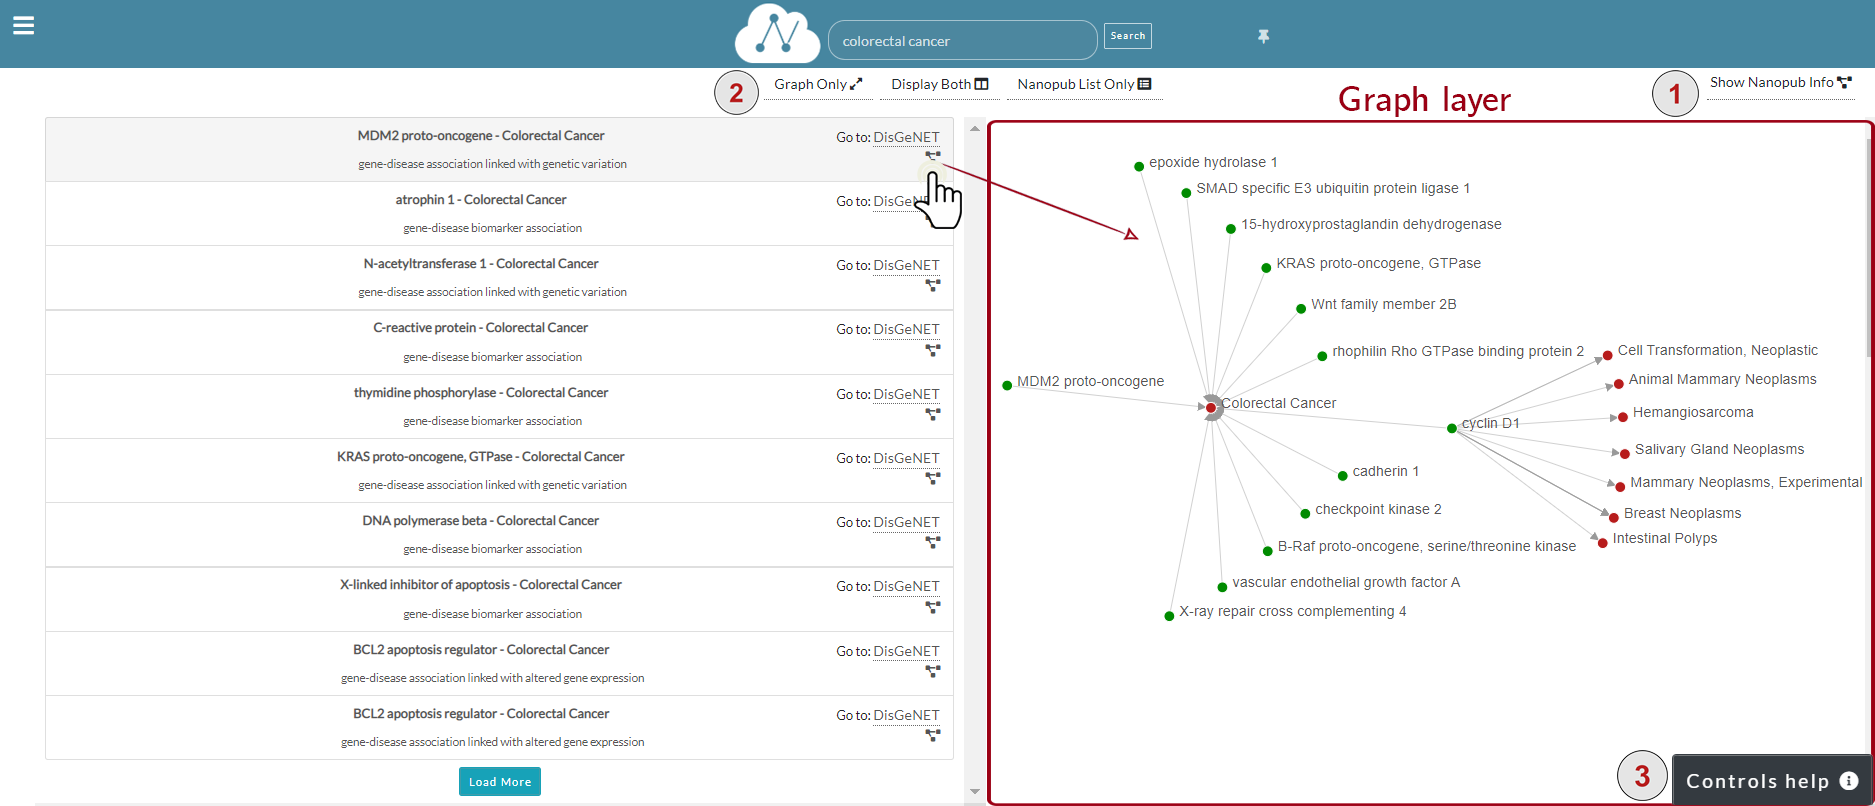 colorectal cancer
Search
2
Graph Only
Display Both
Nanopub List Only
Graph layer
1
Show Nanopub Info
MDM2 proto-oncogene - Colorectal Cancer
Go to: DisGeNET
gene-disease association linked with genetic variation
atrophin 1 - Colorectal Cancer
Go to: DisGeN
gene-disease biomarker association
N-acetyltransferase 1 - Colorectal Cancer
Go to: DisGeNET
gene-disease association linked with genetic variation
C-reactive protein - Colorectal Cancer
Go to: DisGeNET
gene-disease biomarker association
thymidine phosphorylase - Colorectal Cancer
Go to: DisGeNET
gene-disease biomarker association
KRAS proto-oncogene, GTPase - Colorectal Cancer
Go to: DisGeNET
gene-disease association linked with genetic variation
DNA polymerase beta - Colorectal Cancer
Go to: DisGeNET
gene-disease biomarker association
X-linked inhibitor of apoptosis - Colorectal Cancer
Go to: DisGeNET
gene-disease biomarker association
BCL2 apoptosis regulator - Colorectal Cancer
Go to: DisGeNET
gene-disease association linked with altered gene expression
BCL2 apoptosis regulator - Colorectal Cancer
Go to: DisGeNET
gene-disease association linked with altered gene expression
Load More
epoxide hydrolase 1
SMAD specific E3 ubiquitin protein ligase 1
15-hydroxyprostaglandin dehydrogenase
KRAS proto-oncogene, GTPase
Wnt family member 2B
rhophilin Rho GTPase binding protein 2
MDM2 proto-oncogene
Colorectal Cancer
cyclin D1
Cell Transformation, Neoplastic
Animal Mammary Neoplasms
Hemangiosarcoma
Salivary Gland Neoplasms
Mammary Neoplasms, Experimental
Breast Neoplasms
Intestinal Polyps
cadherin 1
checkpoint kinase 2
B-Raf proto-oncogene, serine/threonine kinase
vascular endothelial growth factor A
X-ray repair cross complementing 4
3
Controls help